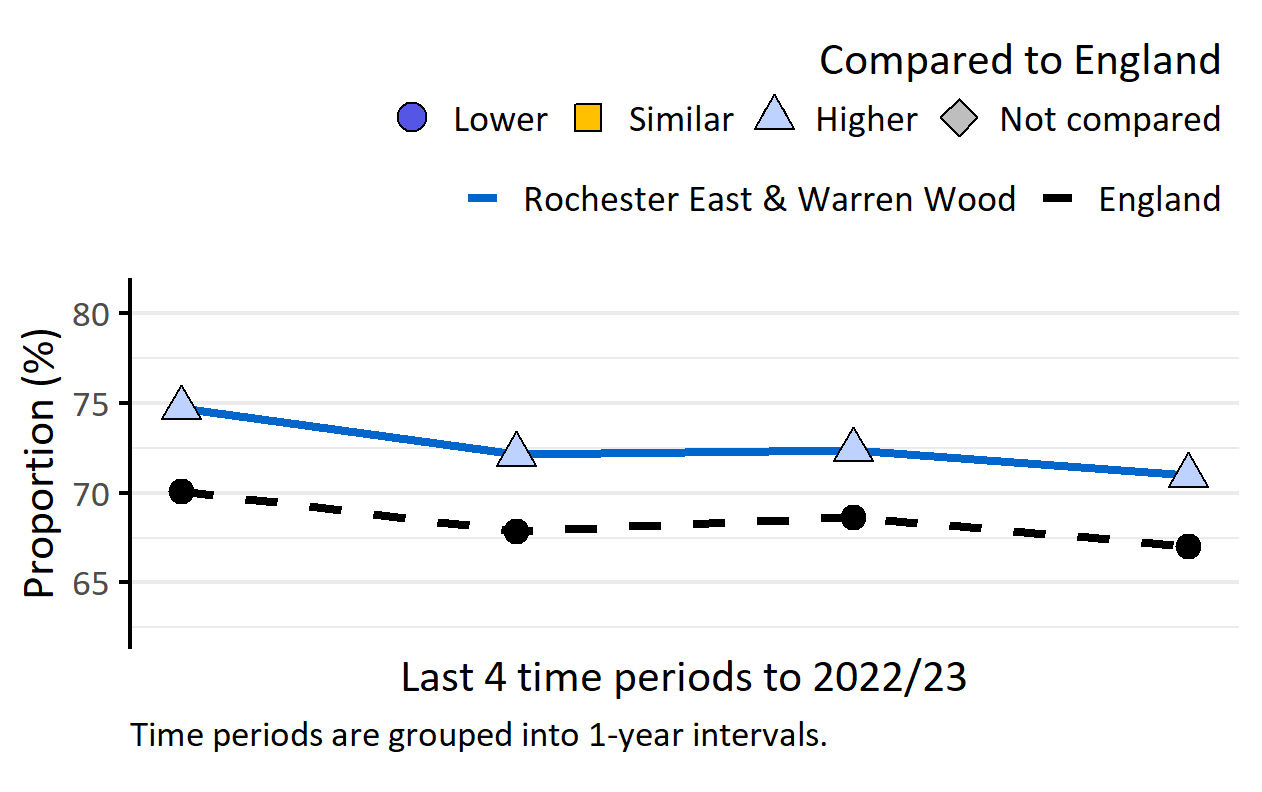 Compared to England
Lower Similar Higher Not compared
Rochester East & Warren Wood England
Proportion (%)
80
75
70
65
Last 4 time periods to 2022/23
Time periods are grouped into 1-year intervals.